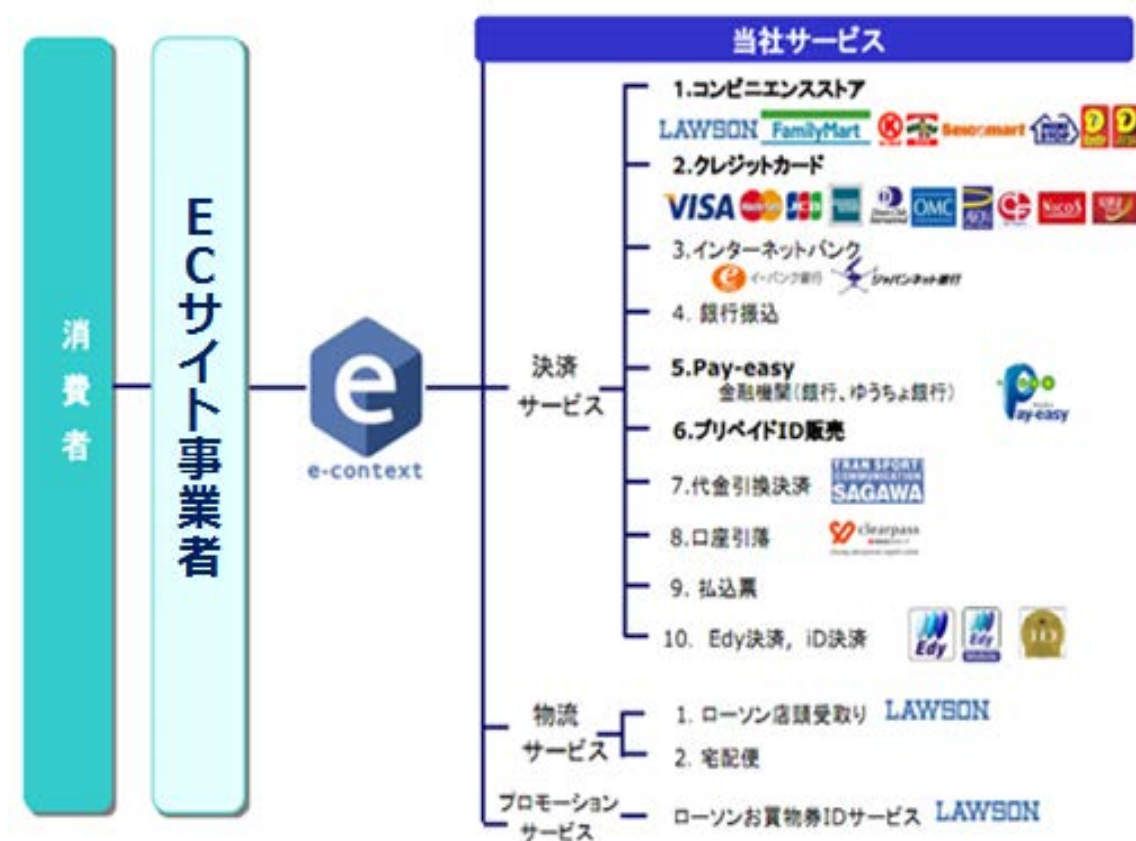 当社サービス
消費者
ECサイト事業者
e
e-context
決済
サービス
1.コンビニエンスストア
LAWSON FamilyMart Seicomart
2.クレジットカード
VISA MasterCard JCB OMC NICOS
3.インターネットバンク
イーバンク銀行 ジャパンネット銀行
4. 銀行振込
5.Pay-easy
金融機関(銀行、ゆうちょ銀行)
Pay-easy
6.プリペイドID販売
7.代金引換決済
TRANSPORT
COMMUNICATION
SAGAWA
8.口座引落
clearpass
9. 払込票
10. Edy決済, iD決済
Edy Edy iD
物流
サービス
1. ローソン店頭受取り LAWSON
2. 宅配便
プロモーション
サービス
ローソンお買物券IDサービス LAWSON